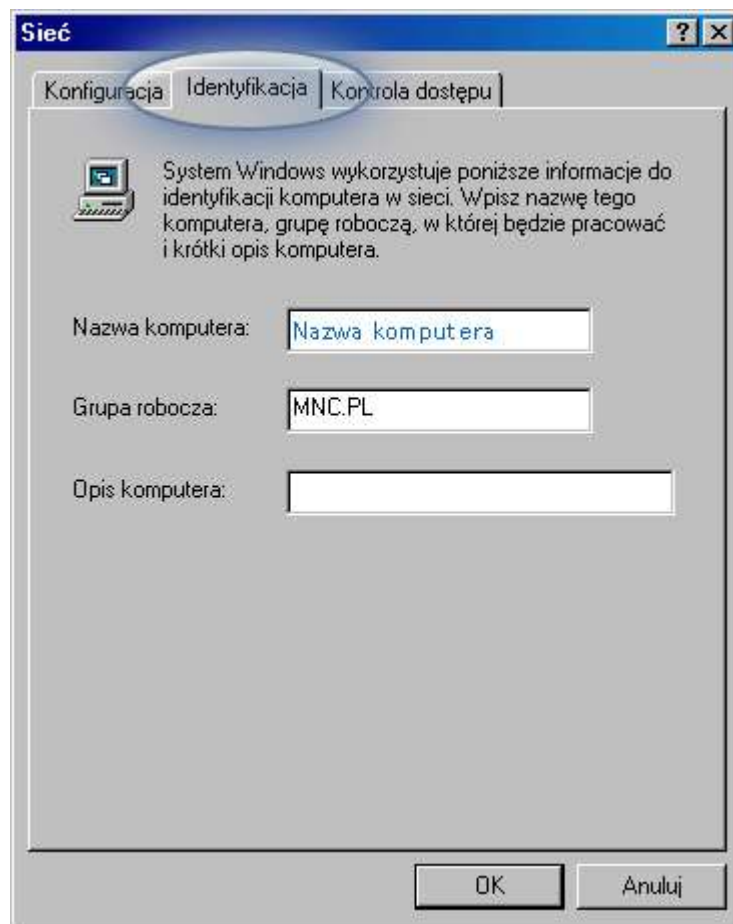 Sieć
Konfiguracja Identyfikacja Kontrola dostępu
System Windows wykorzystuje poniższe informacje do
identyfikacji komputera w sieci. Wpisz nazwę tego
komputera, grupę roboczą, w której będzie pracować
i krótki opis komputera.
Nazwa komputera: Nazwa komputera
Grupa robocza: MNC.PL
Opis komputera:
OK Anuluj